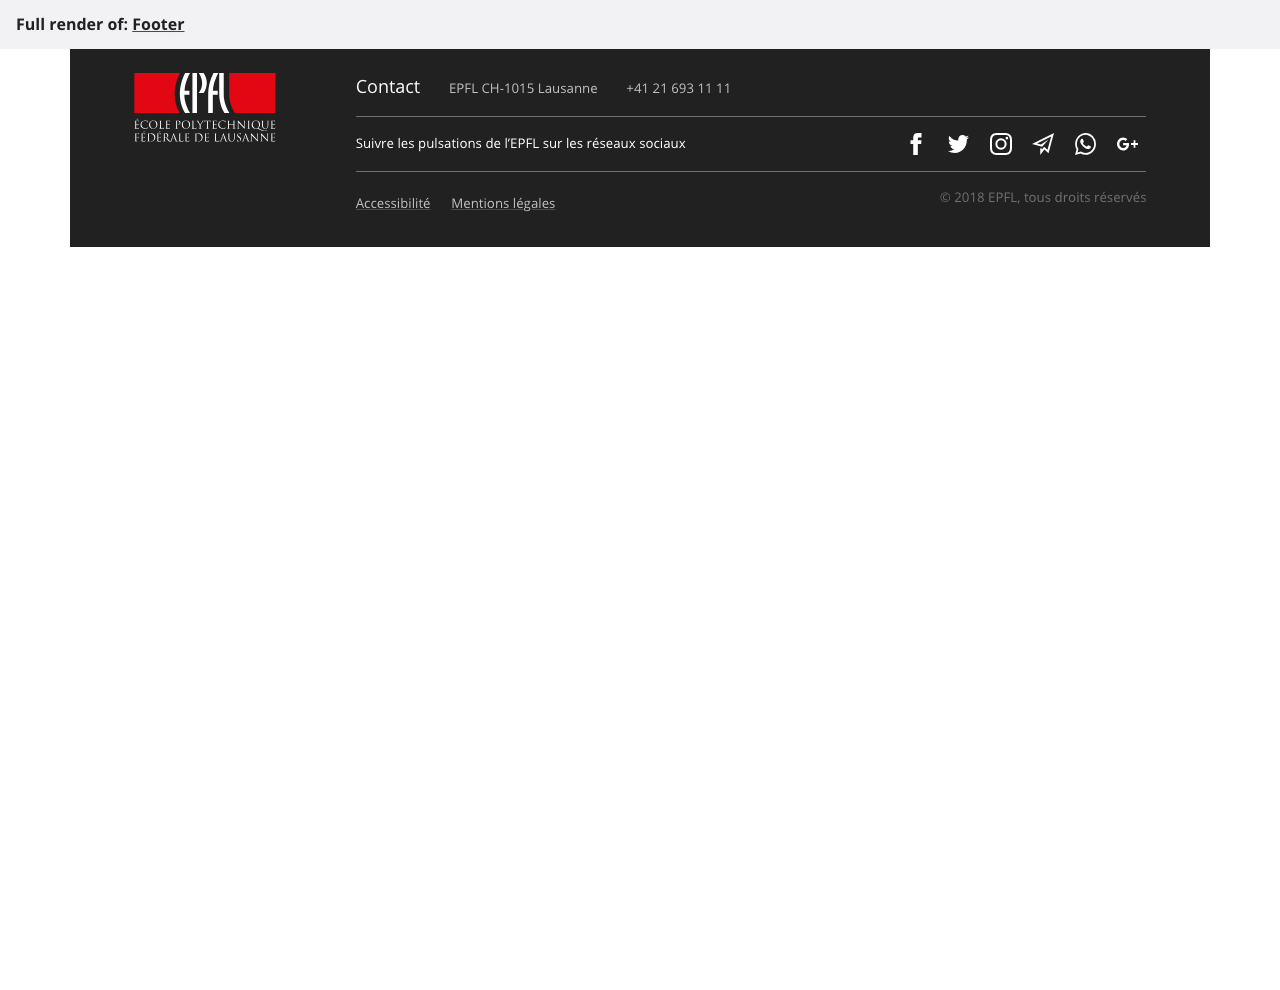 Full render of: Footer
EPFL
ÉCOLE POLYTECHNIQUE
FÉDÉRALE DE LAUSANNE
Contact EPFL CH-1015 Lausanne +41 21 693 11 11
Suivre les pulsations de l’EPFL sur les réseaux sociaux
G+
Accessibilité Mentions légales
© 2018 EPFL, tous droits réservés